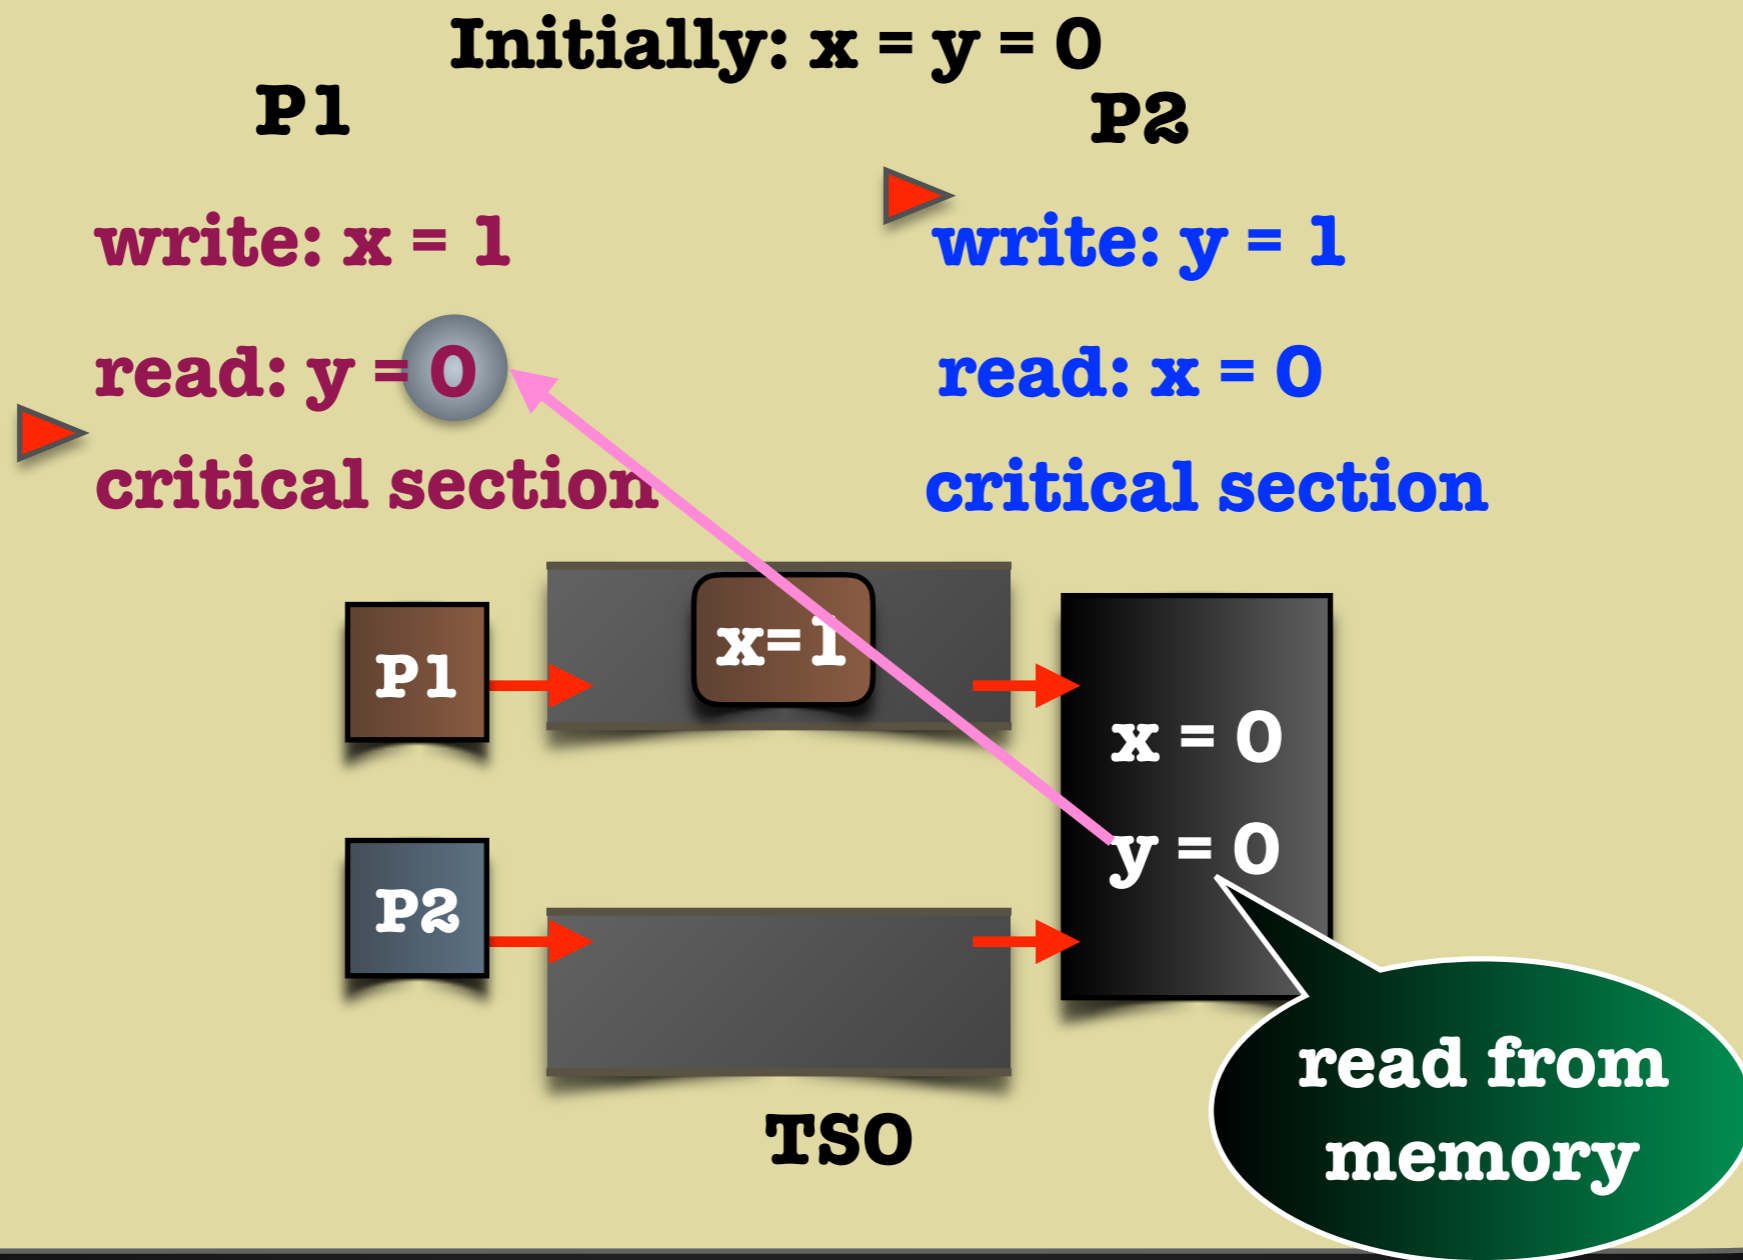 Initially: x = y = 0
P1
P2
write: x = 1
write: y = 1
read: y = 0
read: x = 0
critical section
critical section
P1
x=1
x = 0
y = 0
P2
TSO
read from
memory